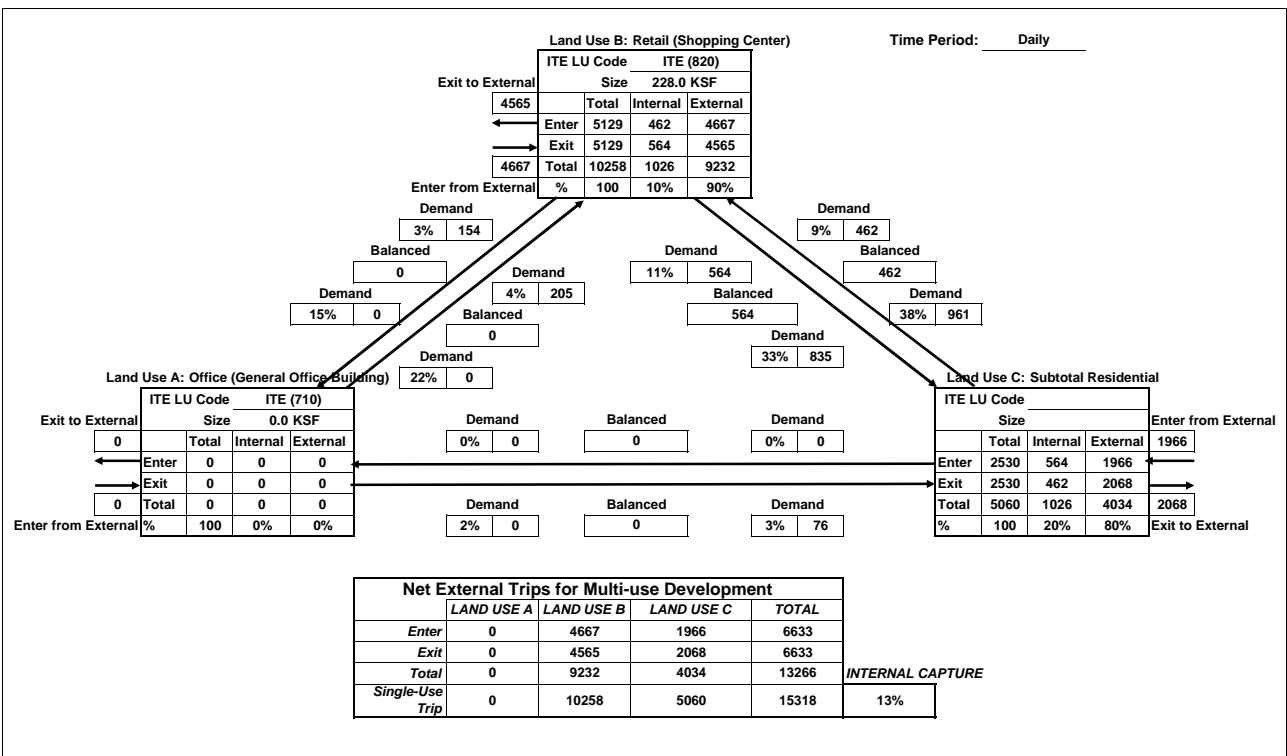 Land Use B: Retail (Shopping Center)
Time Period: Daily
ITE LU Code ITE (820)
Exit to External Size 228.0 KSF
4565 Total Internal External
Enter 5129 462 4667
Exit 5129 564 4565
4667 Total 10258 1026 9232
Enter from External % 100 10% 90%
Demand Demand
3% 154 9% 462
Balanced Demand Balanced
0 11% 564 462
Demand Demand Balanced Demand
15% 0 4% 205 564 38% 961
Balanced
0 Demand
33% 835
Demand
Land Use A: Office (General Office Building) 22% 0 Land Use C: Subtotal Residential
ITE LU Code ITE (710) ITE LU Code
Exit to External Size 0.0 KSF Demand Balanced Demand Size Enter from External
0 Total Internal External 0% 0 0 0% 0 Total Internal External 1966
Enter 0 0 0 Enter 2530 564 1966
Exit 0 0 0 Exit 2530 462 2068
0 Total 0 0 0 Demand Balanced Demand Total 5060 1026 4034 2068
Enter from External % 100 0% 0% 2% 0 0 3% 76 % 100 20% 80% Exit to External
Net External Trips for Multi-use Development
LAND USE A LAND USE B LAND USE C TOTAL
Enter 0 4667 1966 6633
Exit 0 4565 2068 6633
Total 0 9232 4034 13266 INTERNAL CAPTURE
Single-Use
Trip 0 10258 5060 15318 13%